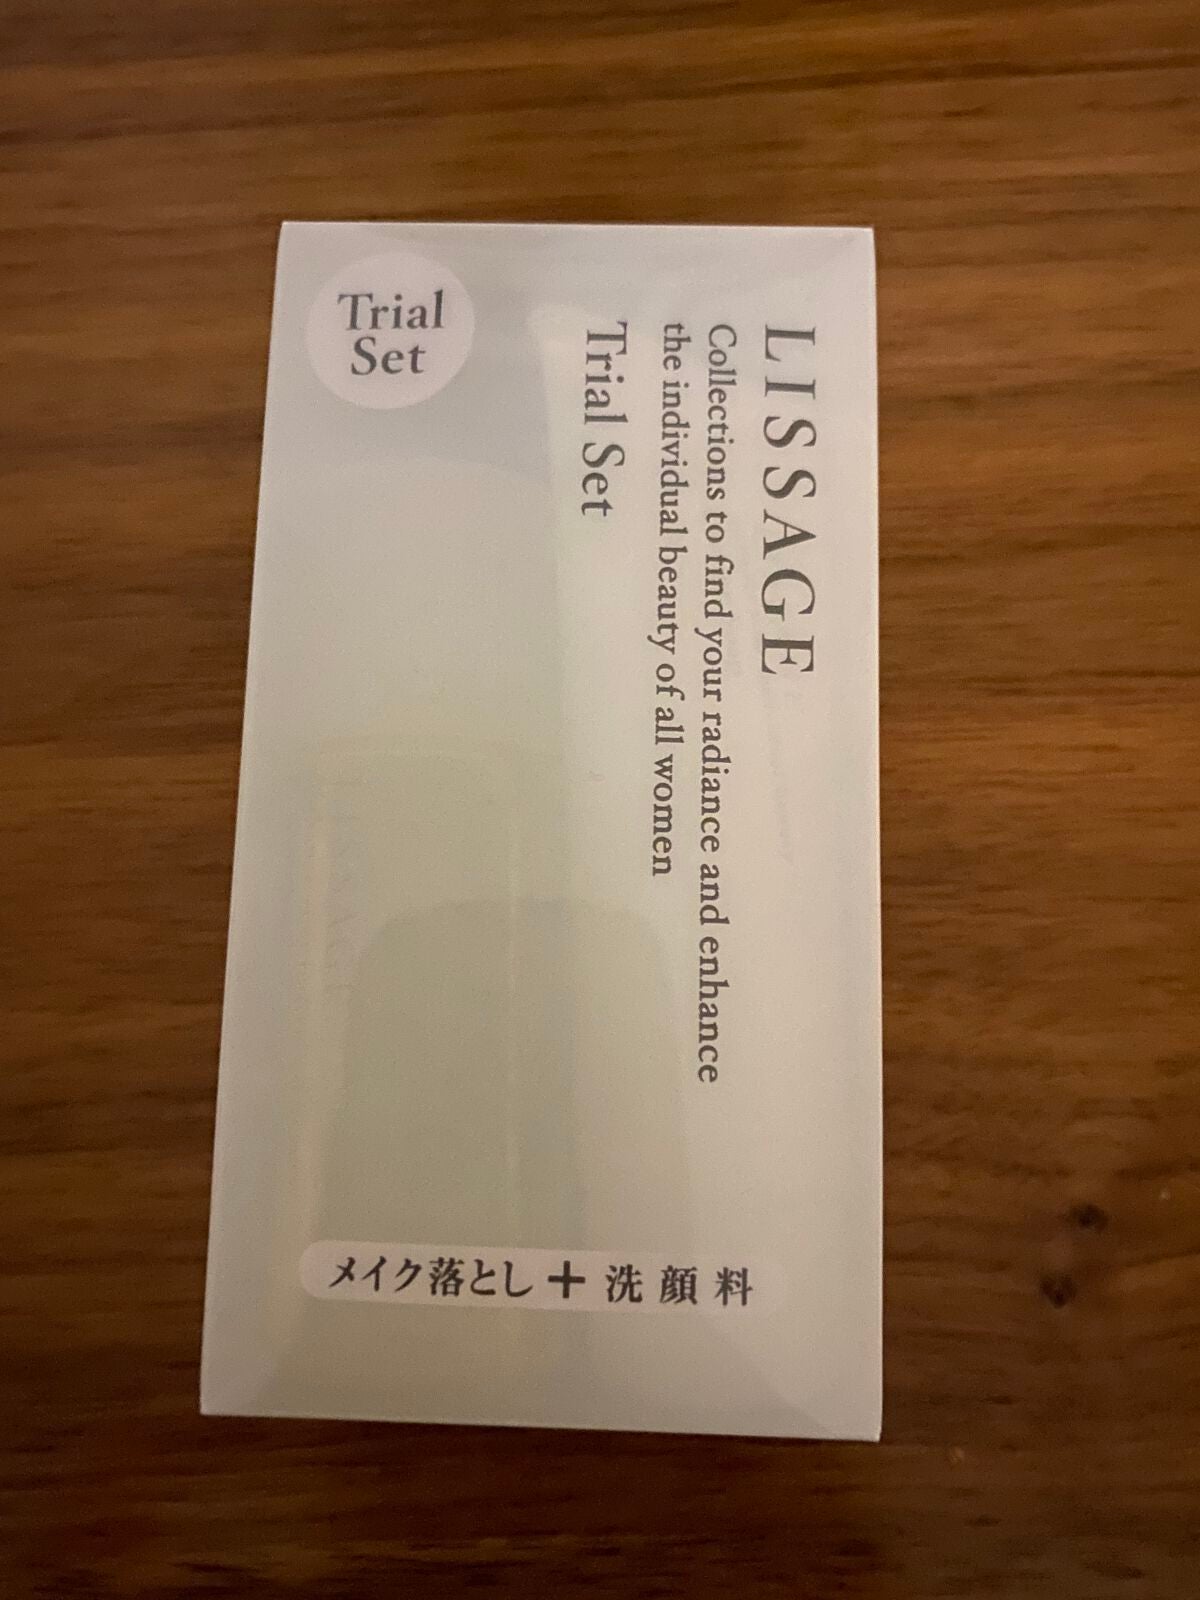 Trial
Set
LISSAGE
Collections to find your radiance and enhance
the individual beauty of all women
Trial Set
メイク落とし＋洗顔料